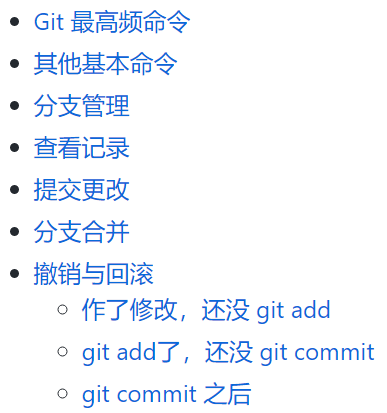 Git 最高频命令
其他基本命令
分支管理
查看记录
提交更改
分支合并
撤销与回滚
作了修改，还没 git add
git add了，还没 git commit
git commit 之后